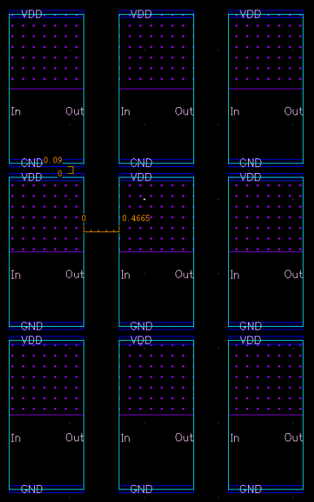 VDD VDD VDD
In Out In Out In Out
GND 0.09 GND GND
0
VDD VDD VDD
0 0.4665
In Out In Out In Out
GND GND GND
VDD VDD VDD
In Out In Out In Out
GND GND GND